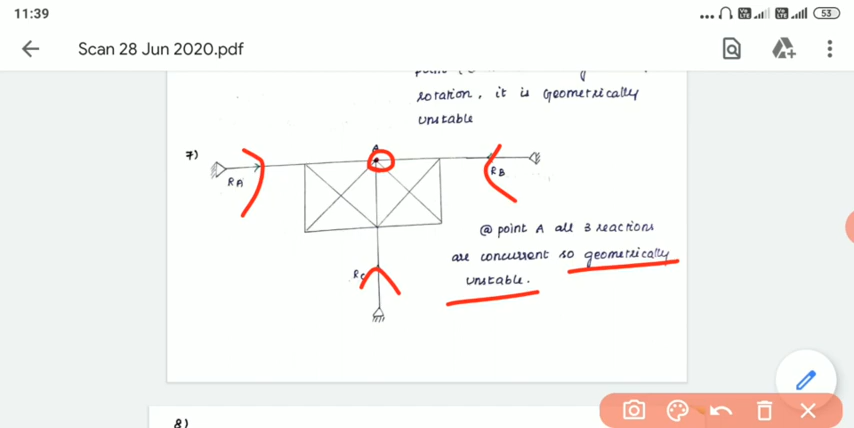 11:39
53
Scan 28 Jun 2020.pdf
rotation, it is Geometrically
unstable
7)
A
RA
RB
@ point A all 3 reactions
are concurrent so geometrically
unstable.
RC
8)